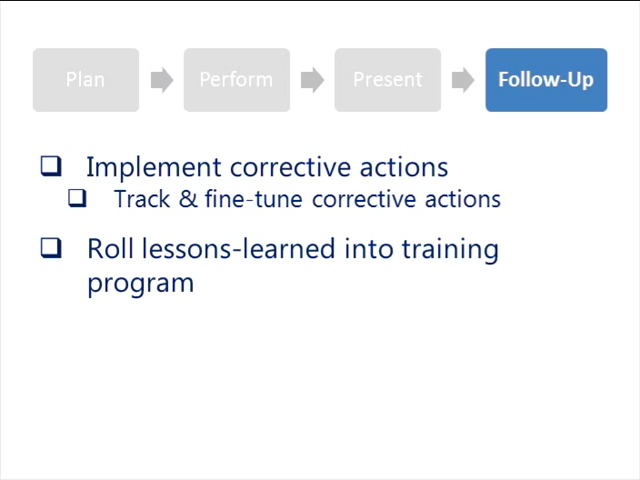 Plan
Perform
Present
Follow-Up
Implement corrective actions
Track & fine-tune corrective actions
Roll lessons-learned into training
program